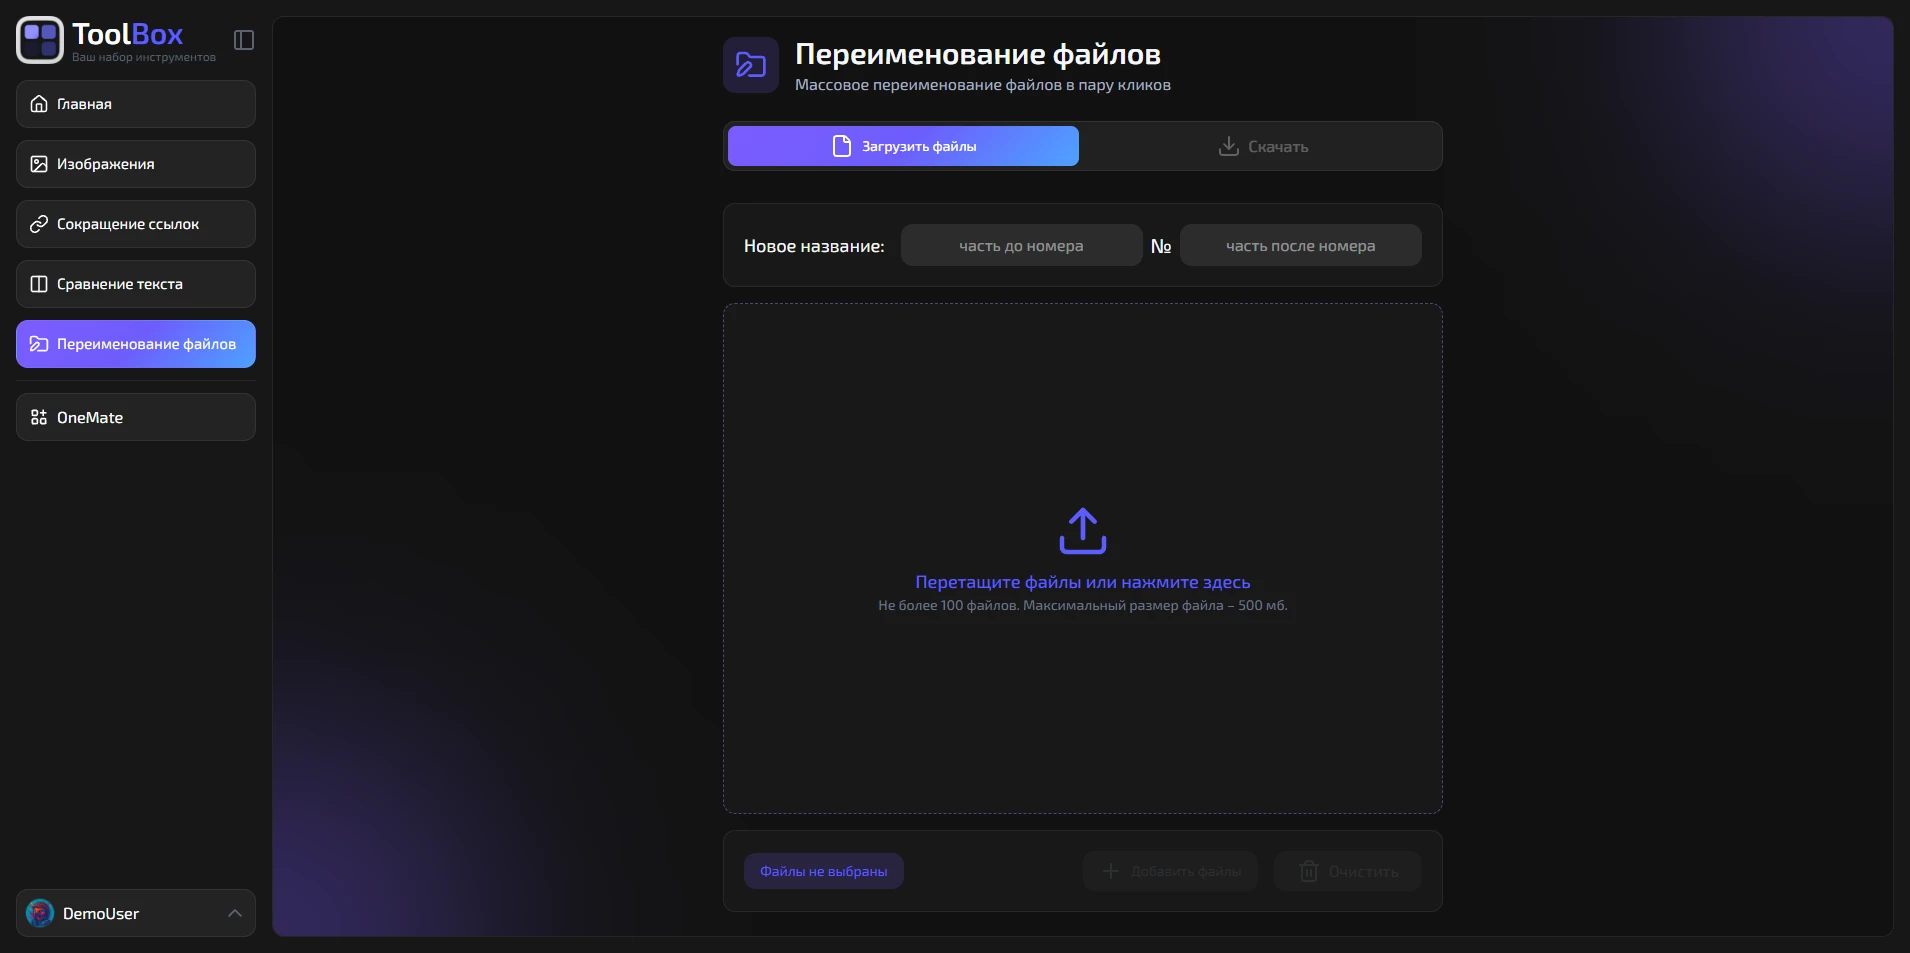 ToolBox
Ваш набор инструментов
Главная
Изображения
Сокращение ссылок
Сравнение текста
Переименование файлов
OneMate
DemoUser
Переименование файлов
Массовое переименование файлов в пару кликов
Загрузить файлы
Скачать
Новое название: часть до номера № часть после номера
Перетащите файлы или нажмите здесь
Не более 100 файлов. Максимальный размер файла – 500 мб.
Файлы не выбраны
Добавить файлы
Очистить